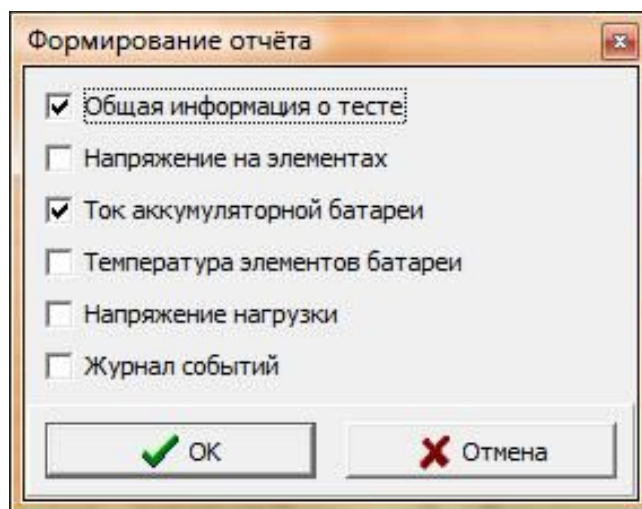 Формирование отчёта
Общая информация о тесте
Напряжение на элементах
Ток аккумуляторной батареи
Температура элементов батареи
Напряжение нагрузки
Журнал событий
OK
Отмена